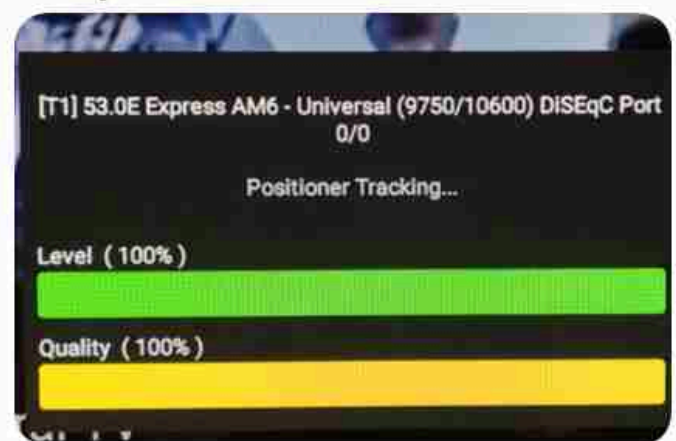 [T1] 53.0E Express AM6 - Universal (9750/10600) DiSEqC Port
0/0
Positioner Tracking...
Level ( 100% )
Quality ( 100% )